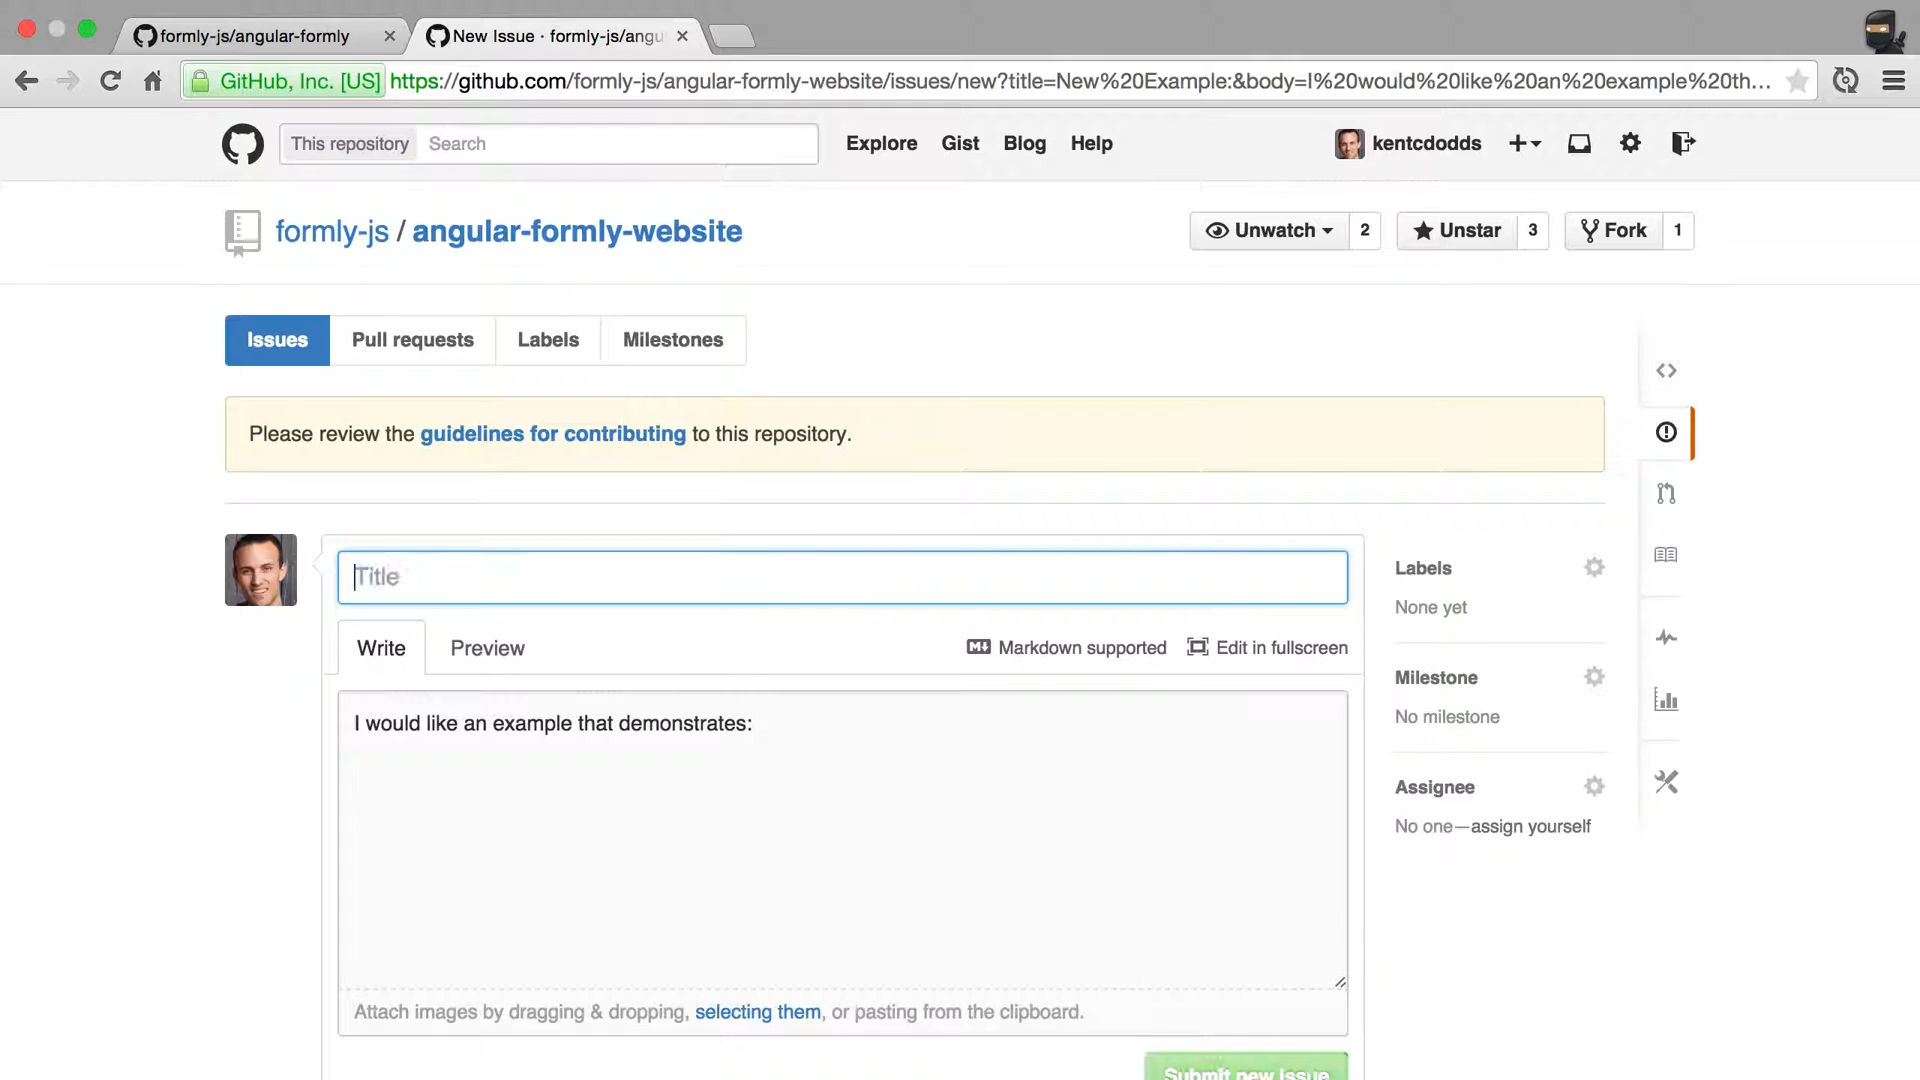 formly-js/angular-formly
New Issue · formly-js/angu
GitHub, Inc. [US] https://github.com/formly-js/angular-formly-website/issues/new?title=New%20Example:&body=I%20would%20like%20an%20example%20th...
This repository Search Explore Gist Blog Help kentcdodds
formly-js / angular-formly-website
Unwatch 2 Unstar 3 Fork 1
Issues Pull requests Labels Milestones
Please review the guidelines for contributing to this repository.
Title
Labels
None yet
Write Preview Markdown supported Edit in fullscreen
Milestone
No milestone
I would like an example that demonstrates:
Assignee
No one—assign yourself
Attach images by dragging & dropping, selecting them, or pasting from the clipboard.
Submit new issue